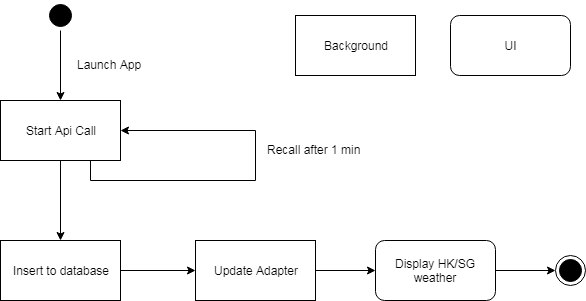 Background
UI
Launch App
Start Api Call
Recall after 1 min
Insert to database
Update Adapter
Display HK/SG
weather